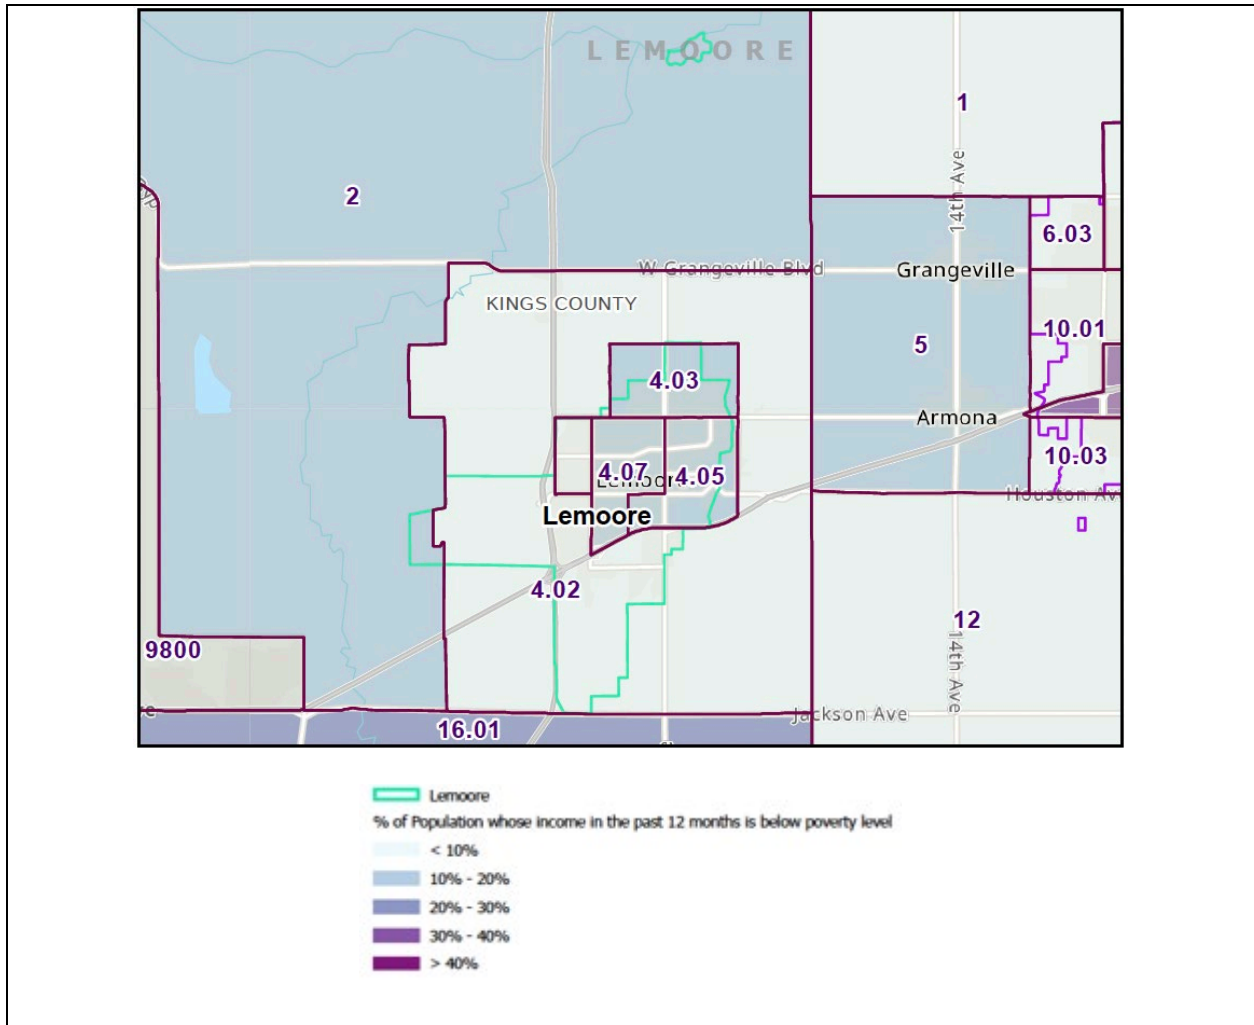 LEMOORE
1
14th Ave
2
6.03
W Grangeville Blvd
Grangeville
KINGS COUNTY
10.01
5
4.03
Armona
10.03
4.07
4.05
Lemoore
Houston Av
Lemoore
4.02
12
14th Ave
9800
Jackson Ave
16.01
Lemoore
% of Population whose income in the past 12 months is below poverty level
< 10%
10% - 20%
20% - 30%
30% - 40%
> 40%